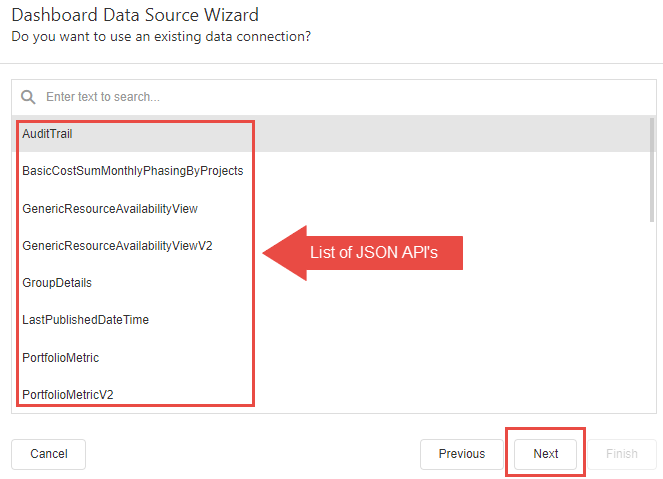 Dashboard Data Source Wizard
Do you want to use an existing data connection?
Enter text to search...
AuditTrail
BasicCostSumMonthlyPhasingByProjects
GenericResourceAvailabilityView
GenericResourceAvailabilityViewV2
List of JSON API's
GroupDetails
LastPublishedDateTime
PortfolioMetric
PortfolioMetricV2
Cancel
Previous
Next
Finish